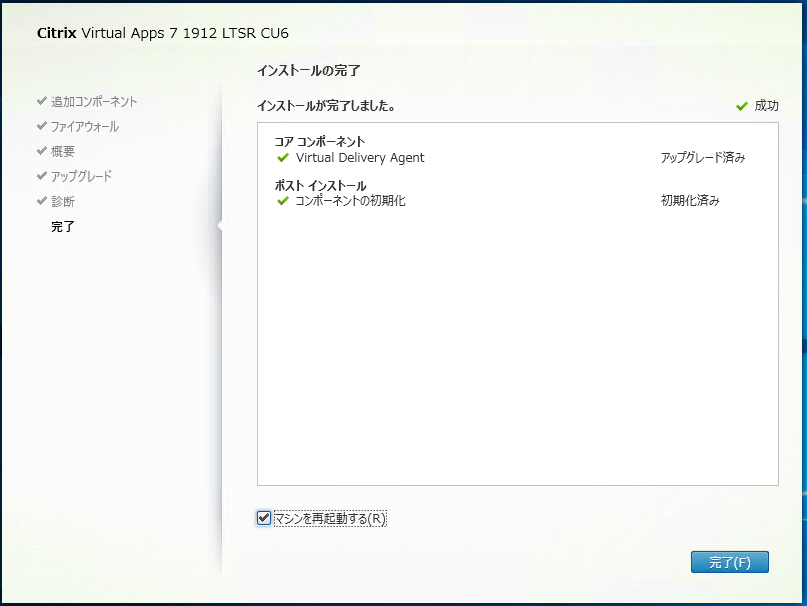 Citrix Virtual Apps 7 1912 LTSR CU6
インストールの完了
追加コンポーネント
ファイアウォール
概要
アップグレード
診断
完了
インストールが完了しました。 成功
コア コンポーネント
Virtual Delivery Agent アップグレード済み
ポスト インストール
コンポーネントの初期化 初期化済み
マシンを再起動する(R)
完了(F)